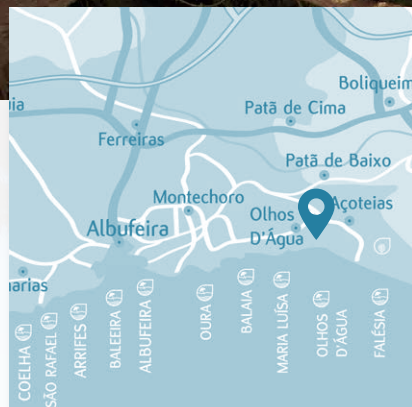 Boliqueim
Patã de Cima
Ferreiras
Patã de Baixo
Montechoro
Açoteias
Olhos
D'Água
Albufeira
COELHA
SÃO RAFAEL
ARRIFES
BALEEIRA
ALBUFEIRA
OURA
BALAIA
MARIA LUÍSA
OLHOS
D'ÁGUA
FALÉSIA